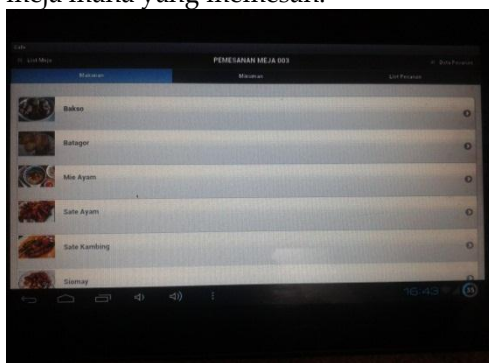 meja mana yang memesan.
List Meja
PEMESANAN MEJA 003
Makanan
Minuman
List Pesanan
Bakso
Batagor
Mie Ayam
Sate Ayam
Sate Kambing
Siomay
16:43